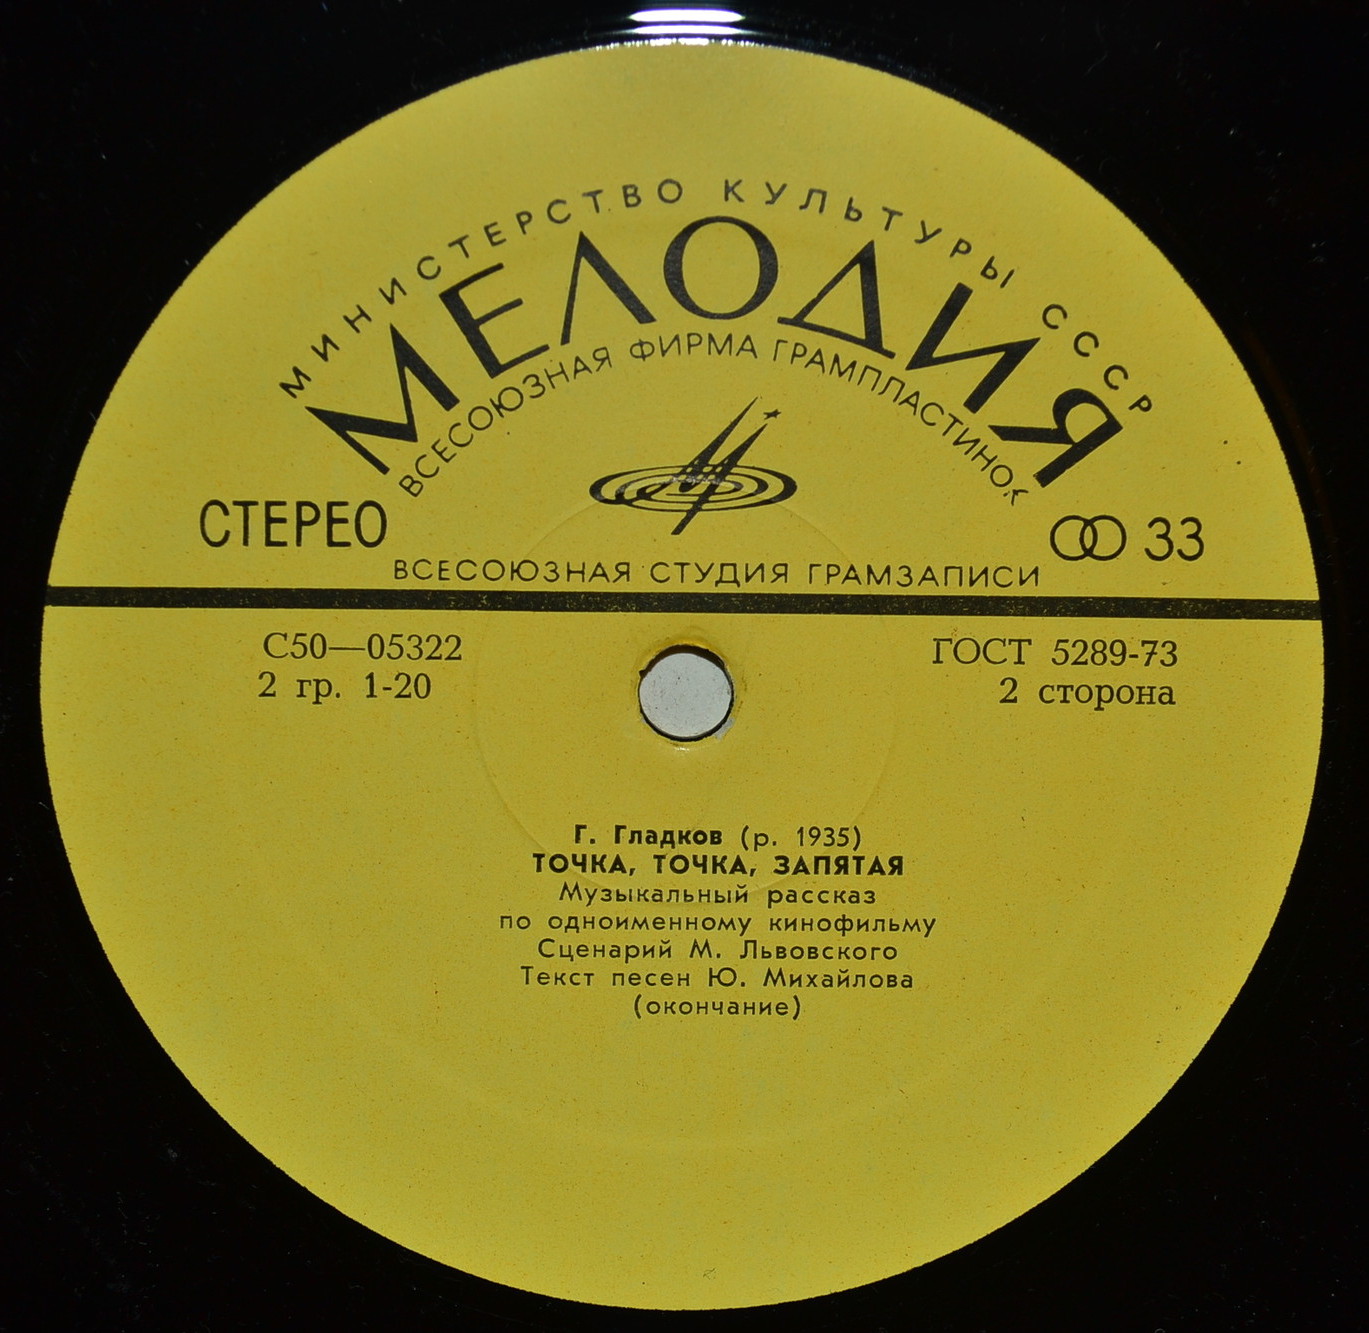 МИНИСТЕРСТВО КУЛЬТУРЫ СССР
МЕЛОДИЯ
ВСЕСОЮЗНАЯ ФИРМА ГРАМПЛАСТИНОК
СТЕРЕО
33
ВСЕСОЮЗНАЯ СТУДИЯ ГРАМЗАПИСИ
С50—05322
2 гр. 1-20
ГОСТ 5289-73
2 сторона
Г. Гладков (р. 1935)
ТОЧКА, ТОЧКА, ЗАПЯТАЯ
Музыкальный рассказ
по одноименному кинофильму
Сценарий М. Львовского
Текст песен Ю. Михайлова
(окончание)